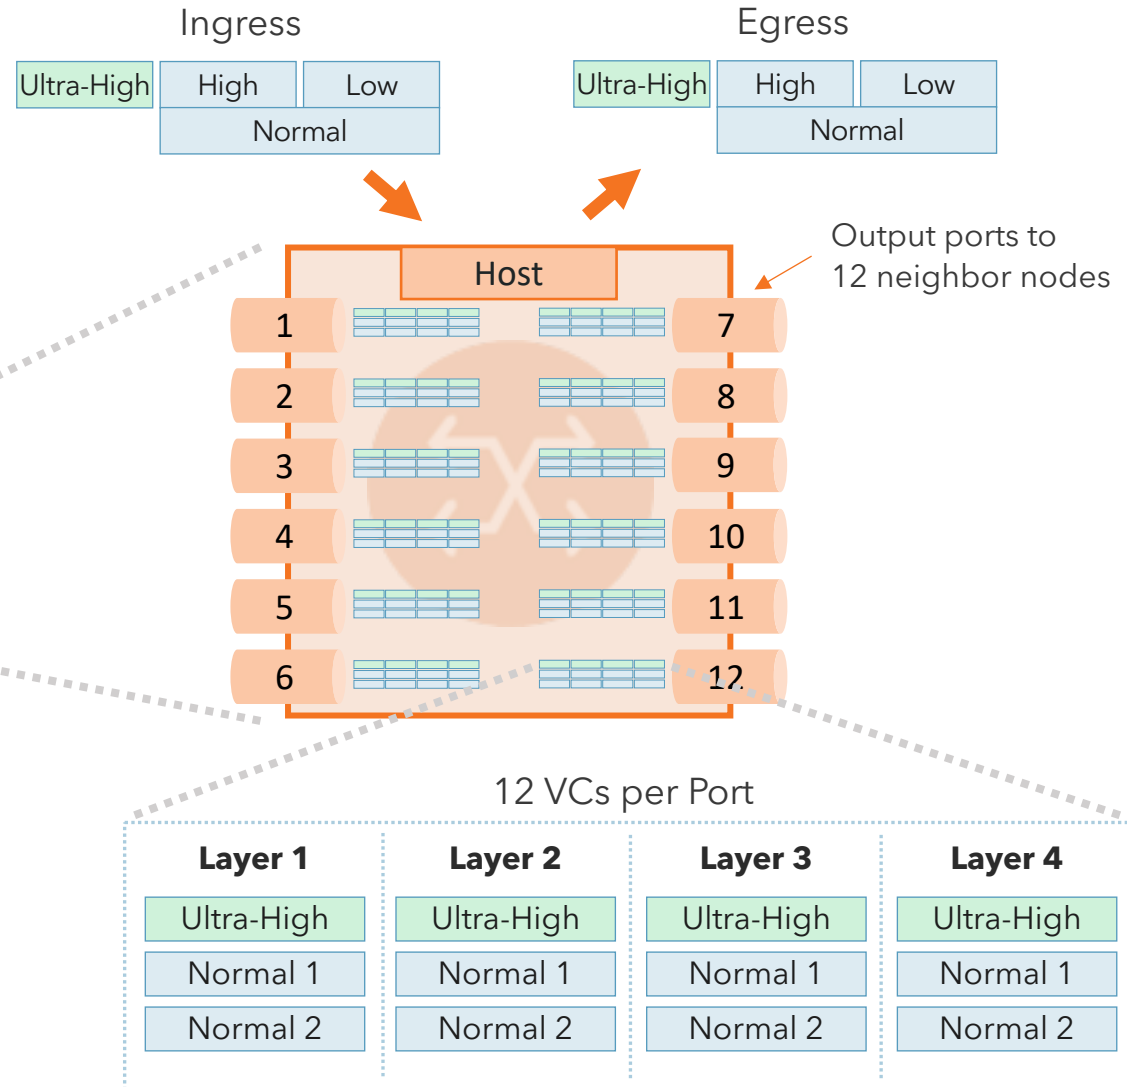 Ingress
Egress
Ultra-High
High
Low
Normal
Ultra-High
High
Low
Normal
Output ports to
12 neighbor nodes
Host
1
7
2
8
3
9
4
10
5
11
6
12
12 VCs per Port
Layer 1
Layer 2
Layer 3
Layer 4
Ultra-High
Ultra-High
Ultra-High
Ultra-High
Normal 1
Normal 1
Normal 1
Normal 1
Normal 2
Normal 2
Normal 2
Normal 2